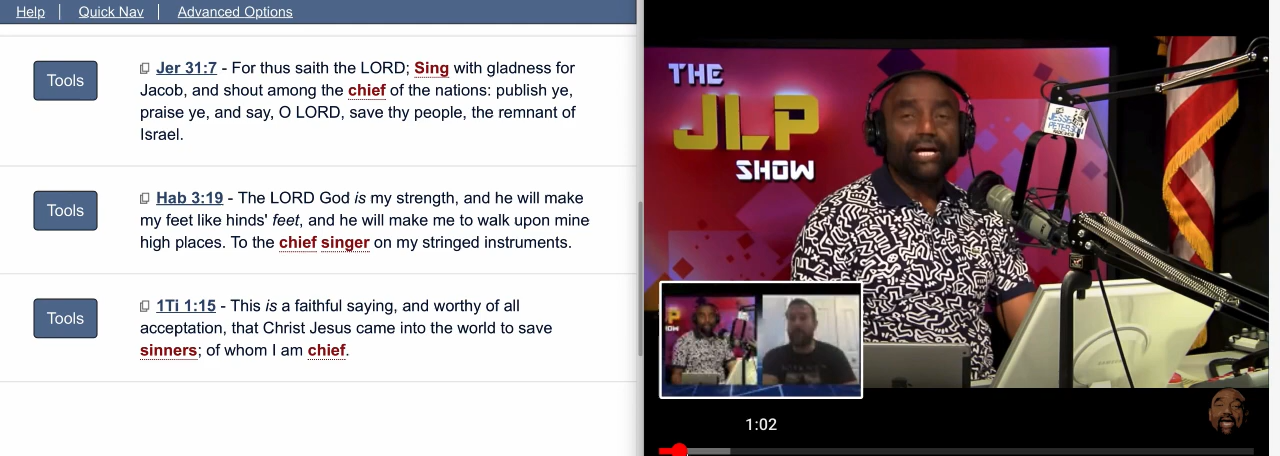 Help | Quick Nav | Advanced Options
Tools
Jer 31:7 - For thus saith the LORD; Sing with gladness for
Jacob, and shout among the chief of the nations: publish ye,
praise ye, and say, O LORD, save thy people, the remnant of
Israel.
Tools
Hab 3:19 - The LORD God is my strength, and he will make
my feet like hinds' feet, and he will make me to walk upon mine
high places. To the chief singer on my stringed instruments.
Tools
1Ti 1:15 - This is a faithful saying, and worthy of all
acceptation, that Christ Jesus came into the world to save
sinners; of whom I am chief.
THE
JLP
SHOW
JESSE
PETERSON
1:02